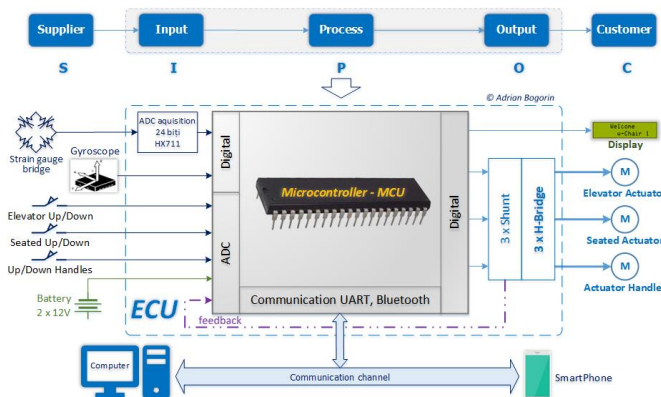 Supplier
Input
Process
Output
Customer
S
I
P
O
C
© Adrian Bogorin
ADC aquisition
24 biți
HX711
Strain gauge
bridge
Gyroscope
Digital
Microcontroller - MCU
Digital
Welcome
w-Chair 1
Display
3 x Shunt
3 x H-Bridge
M
Elevator Actuator
M
Seated Actuator
M
Actuator Handles
Elevator Up/Down
Seated Up/Down
Up/Down Handles
ADC
Battery
2 x 12V
ECU
Communication UART, Bluetooth
feedback
Computer
Communication channel
SmartPhone